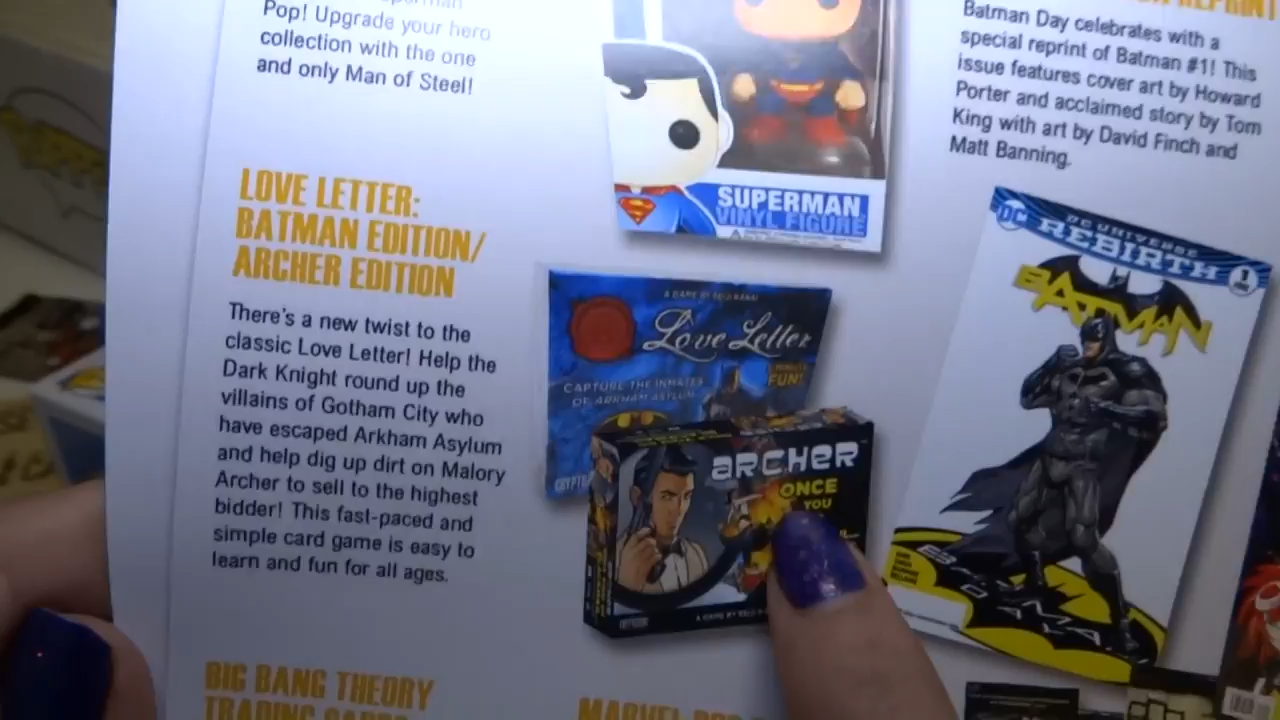 Pop! Upgrade your hero
collection with the one
and only Man of Steel!
LOVE LETTER:
BATMAN EDITION/
ARCHER EDITION
There's a new twist to the
classic Love Letter! Help the
Dark Knight round up the
villains of Gotham City who
have escaped Arkham Asylum
and help dig up dirt on Malory
Archer to sell to the highest
bidder! This fast-paced and
simple card game is easy to
learn and fun for all ages.
BIG BANG THEORY
TRADING CARDS
SUPERMAN
VINYL FIGURE
Love Letter
CAPTURE THE INMATES
OF ARKHAM ASYLUM
FUN!
ARCHER
ONCE
YOU
REPRINT
Batman Day celebrates with a
special reprint of Batman #1! This
issue features cover art by Howard
Porter and acclaimed story by Tom
King with art by David Finch and
Matt Banning.
DC
DC UNIVERSE
REBIRTH
1
BATMAN
MARVEL